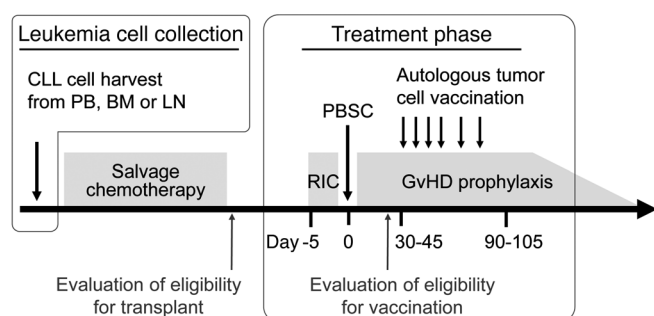 Leukemia cell collection
CLL cell harvest
from PB, BM or LN
Salvage
chemotherapy
Evaluation of eligibility
for transplant
Treatment phase
Autologous tumor
cell vaccination
PBSC
RIC
GvHD prophylaxis
Day -5 0 30-45 90-105
Evaluation of eligibility
for vaccination